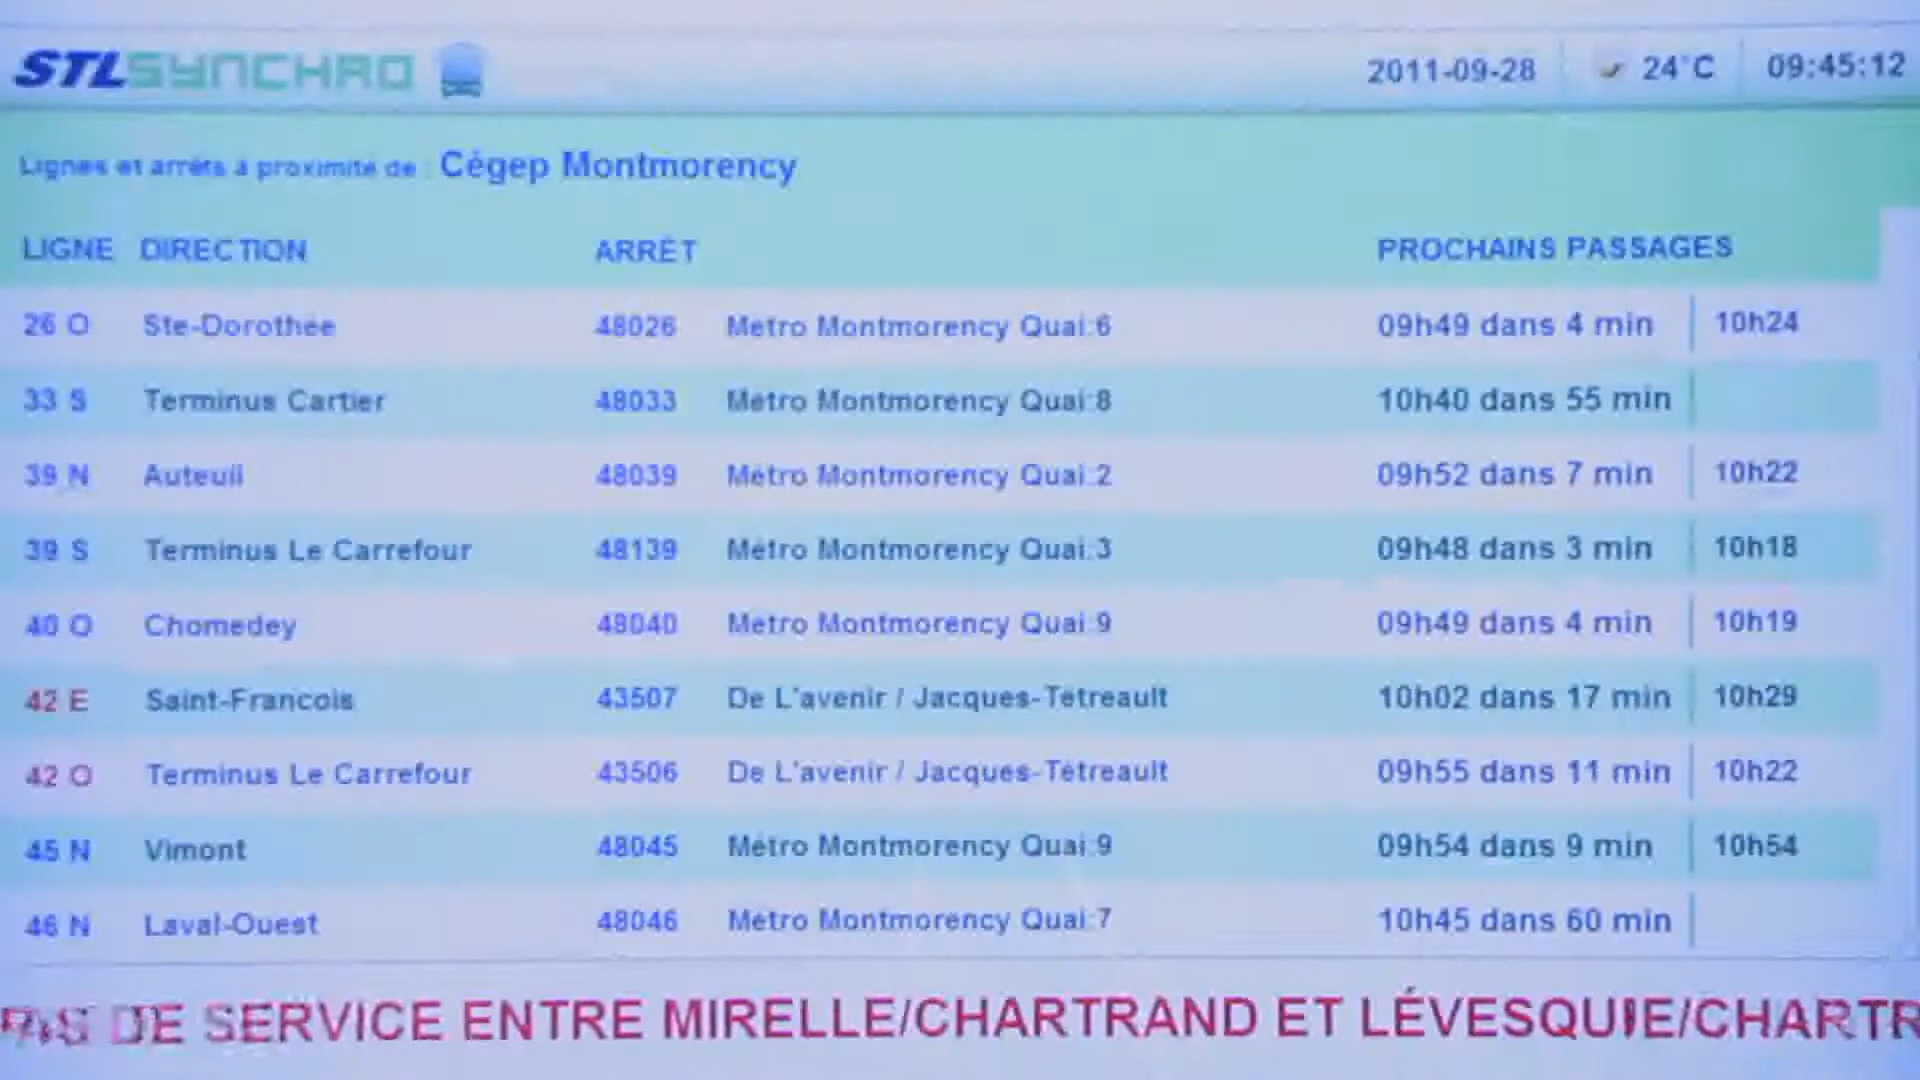 STLSYNCHRO 2011-09-28 24°C 09:45:12
Lignes et arrêts à proximité de : Cégep Montmorency
LIGNE DIRECTION ARRÊT PROCHAINS PASSAGES
26 O Ste-Dorothée 48026 Métro Montmorency Quai:6 09h49 dans 4 min 10h24
33 S Terminus Cartier 48033 Métro Montmorency Quai:8 10h40 dans 55 min
39 N Auteuil 48039 Métro Montmorency Quai:2 09h52 dans 7 min 10h22
39 S Terminus Le Carrefour 48139 Métro Montmorency Quai:3 09h48 dans 3 min 10h18
40 O Chomedey 48040 Métro Montmorency Quai:9 09h49 dans 4 min 10h19
42 E Saint-Francois 43507 De L'avenir / Jacques-Tétreault 10h02 dans 17 min 10h29
42 O Terminus Le Carrefour 43506 De L'avenir / Jacques-Tétreault 09h55 dans 11 min 10h22
45 N Vimont 48045 Métro Montmorency Quai:9 09h54 dans 9 min 10h54
46 N Laval-Ouest 48046 Métro Montmorency Quai:7 10h45 dans 60 min
PAS DE SERVICE ENTRE MIRELLE/CHARTRAND ET LÉVESQUE/CHARTR